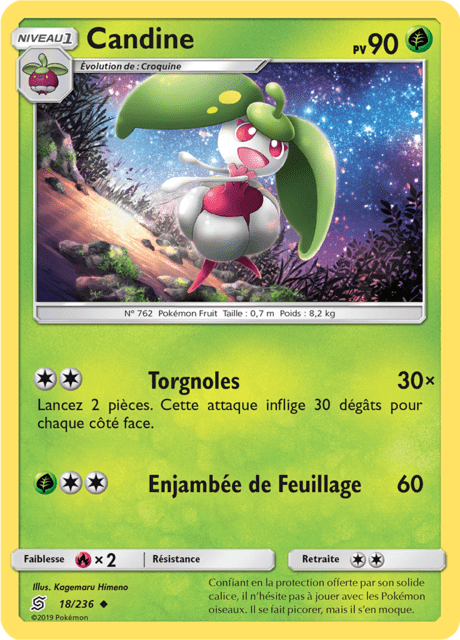 NIVEAU 1
Candine
PV 90
Évolution de : Croquine
N° 762 Pokémon Fruit Taille : 0,7 m Poids : 8,2 kg
Torgnoles 30×
Lancez 2 pièces. Cette attaque inflige 30 dégâts pour
chaque côté face.
Enjambée de Feuillage 60
Faiblesse × 2 Résistance Retraite
Illus. Kagemaru Himeno
18/236
©2019 Pokémon
Confiant en la protection offerte par son solide
calice, il n'hésite pas à jouer avec les Pokémon
oiseaux. Il se fait picorer, mais il s'en moque.